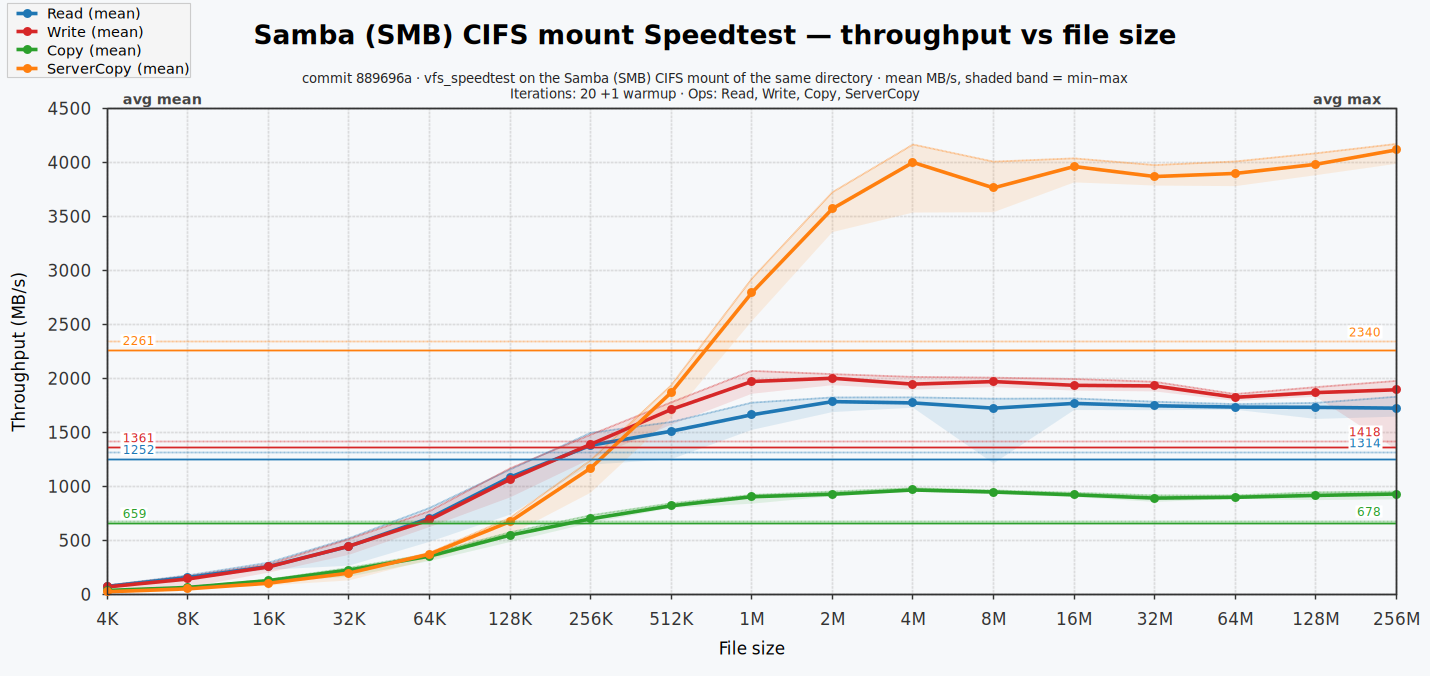 Read (mean)
Write (mean)
Copy (mean)
ServerCopy (mean)
Samba (SMB) CIFS mount Speedtest — throughput vs file size
commit 889696a · vfs_speedtest on the Samba (SMB) CIFS mount of the same directory · mean MB/s, shaded band = min–max
Iterations: 20 +1 warmup · Ops: Read, Write, Copy, ServerCopy
avg mean
avg max
4500
4000
3500
3000
2500
2000
1500
1000
500
0
Throughput (MB/s)
2261
2340
1361
1418
1252
1314
659
678
4K 8K 16K 32K 64K 128K 256K 512K 1M 2M 4M 8M 16M 32M 64M 128M 256M
File size